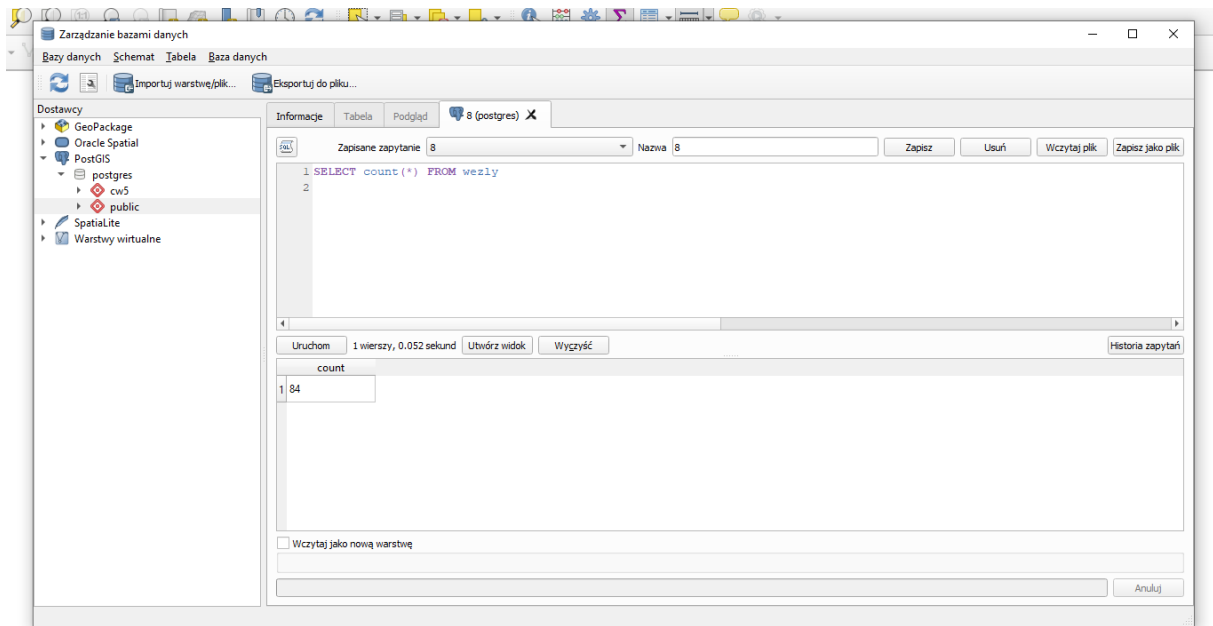 Zarządzanie bazami danych
Bazy danych Schemat Tabela Baza danych
Importuj warstwę/plik... Eksportuj do pliku...
Dostawcy
GeoPackage
Oracle Spatial
PostGIS
postgres
cw5
public
SpatiaLite
Warstwy wirtualne
Informacje Tabela Podgląd 8 (postgres)
SQL Zapisane zapytanie 8 Nazwa 8 Zapisz Usuń Wczytaj plik Zapisz jako plik
1 SELECT count(*) FROM wezly
2
Uruchom 1 wierszy, 0.052 sekund Utwórz widok Wyczyść Historia zapytań
count
1 84
Wczytaj jako nową warstwę
Anuluj